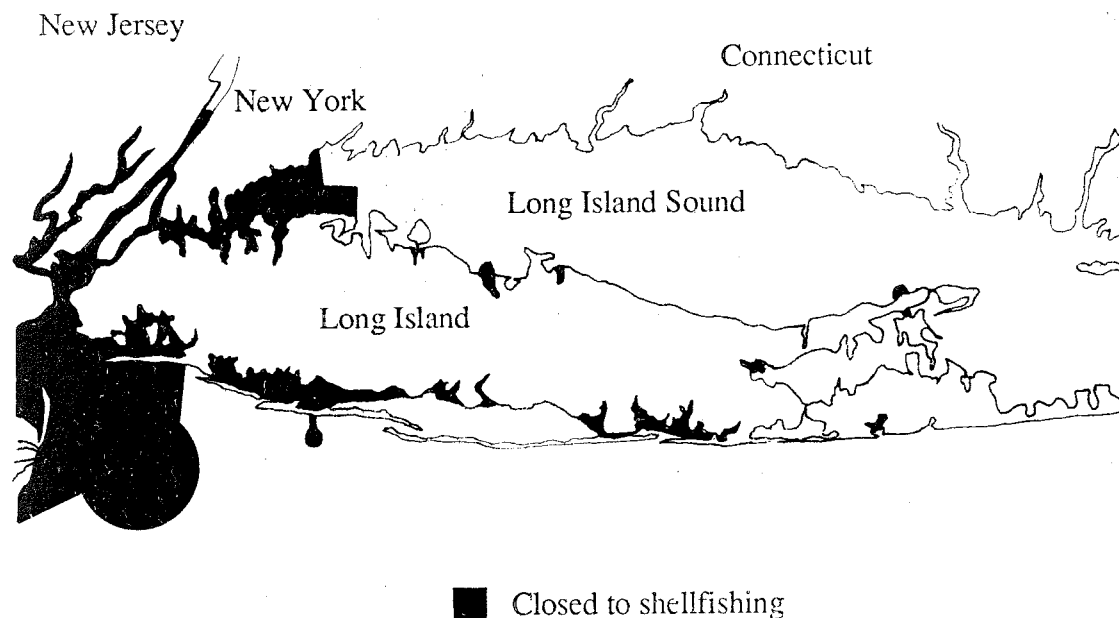 New Jersey
Connecticut
New York
Long Island Sound
Long Island
Closed to shellfishing